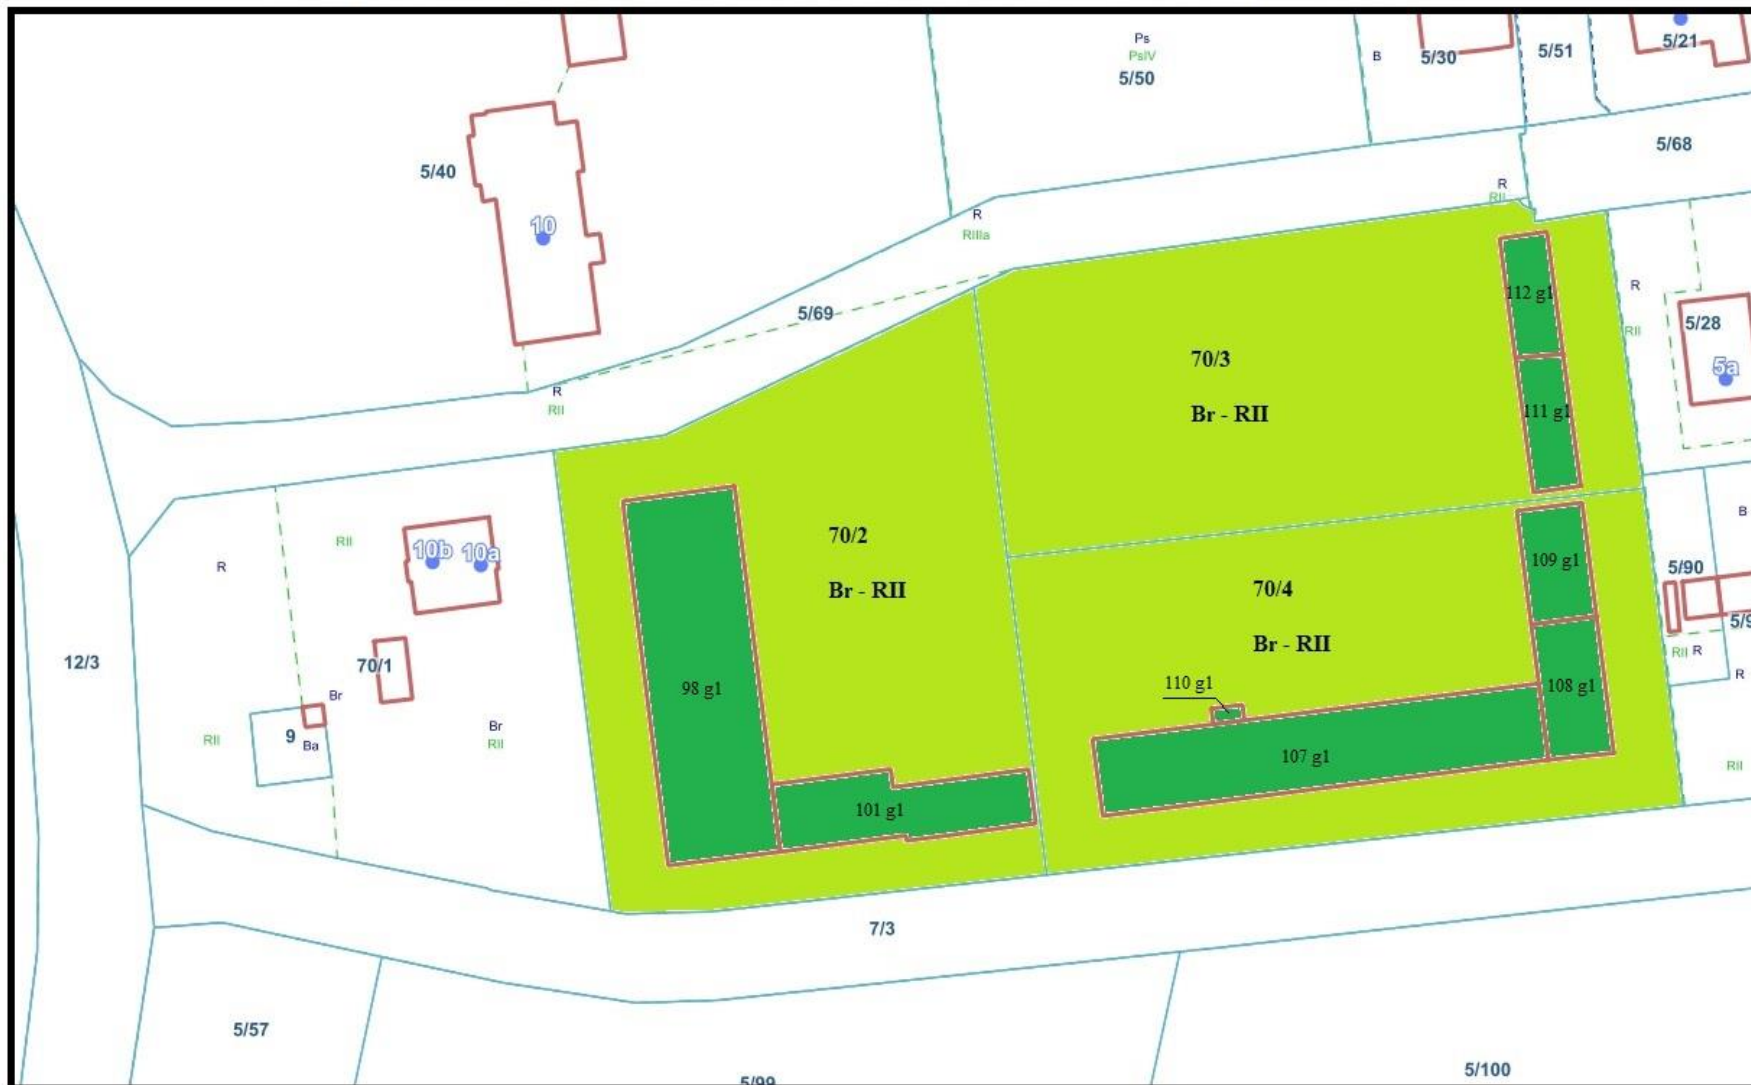 Ps
PsIV
5/50
B
5/30
5/51
5/21
5/68
5/40
10
R
RIIIa
R
RII
5/69
R
RII
70/3
Br - RII
112 g1
111 g1
R
RII
5/28
5a
70/2
Br - RII
98 g1
101 g1
70/4
Br - RII
110 g1
107 g1
109 g1
108 g1
B
5/90
5/9
RII R
R
RII
R
RII
10b
10a
70/1
Br
9
Ba
RII
Br
RII
12/3
7/3
5/57
5/99
5/100